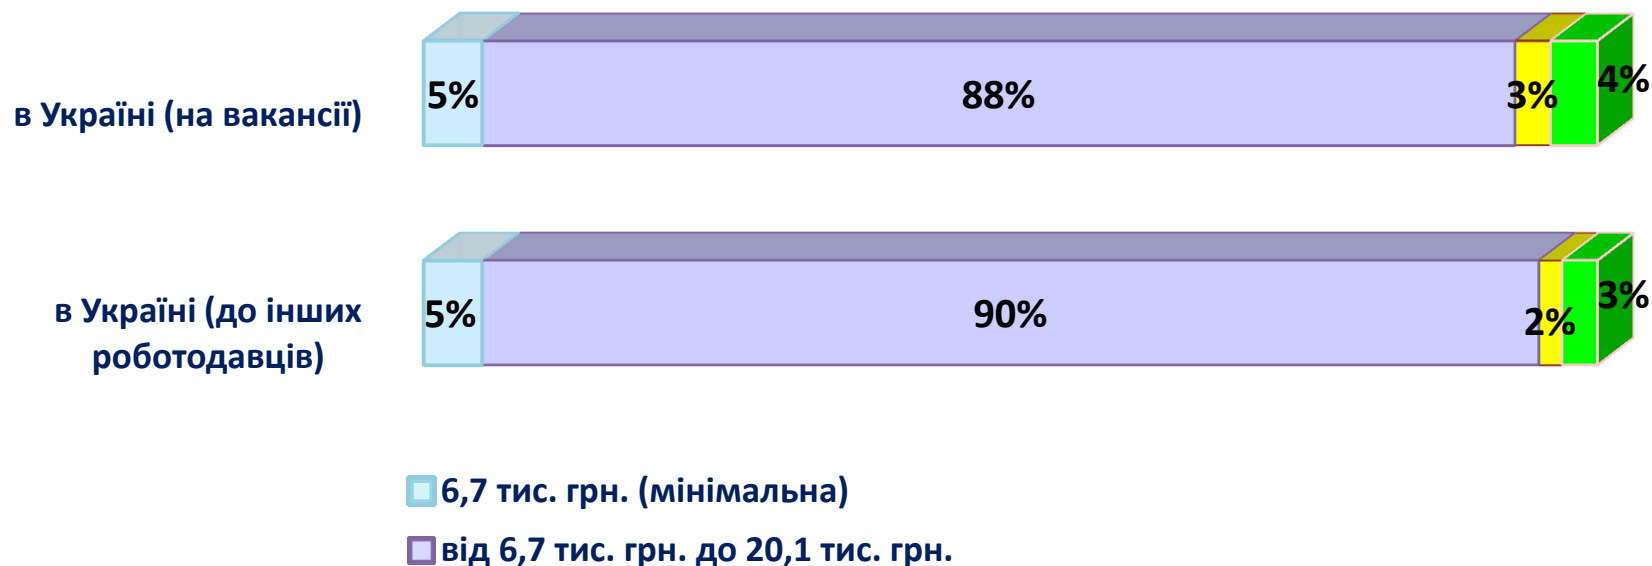 в Україні (на вакансії)
5%
88%
3%
4%
в Україні (до інших
роботодавців)
5%
90%
2%
3%
6,7 тис. грн. (мінімальна)
від 6,7 тис. грн. до 20,1 тис. грн.